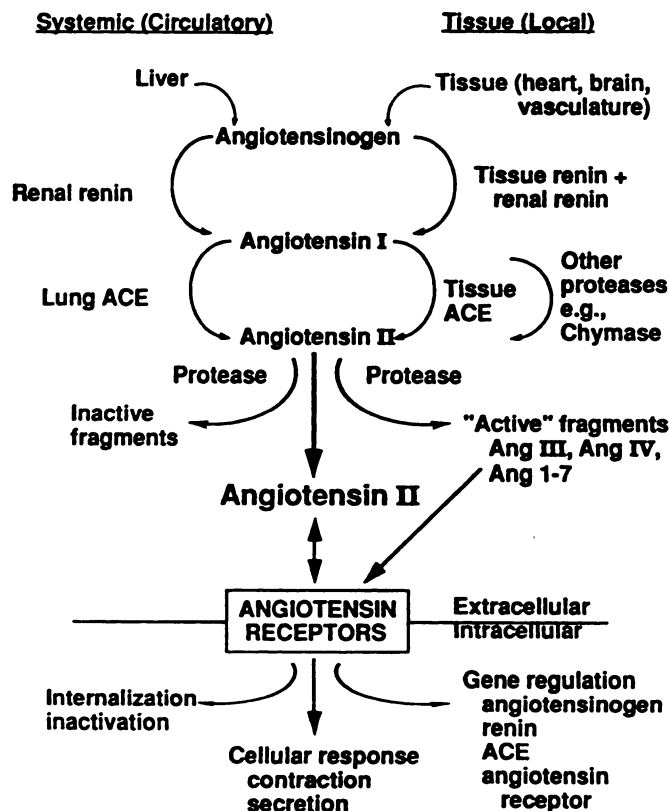 Systemic (Circulatory)
Tissue (Local)
Liver
Tissue (heart, brain,
vasculature)
Angiotensinogen
Renal renin
Tissue renin +
renal renin
Angiotensin I
Lung ACE
Tissue
ACE
Other
proteases
e.g.,
Chymase
Angiotensin II
Protease
Protease
Inactive
fragments
"Active" fragments
Ang III, Ang IV,
Ang 1-7
Angiotensin II
ANGIOTENSIN
RECEPTORS
Extracellular
Intracellular
Internalization
inactivation
Gene regulation
angiotensinogen
renin
ACE
angiotensin
receptor
Cellular response
contraction
secretion